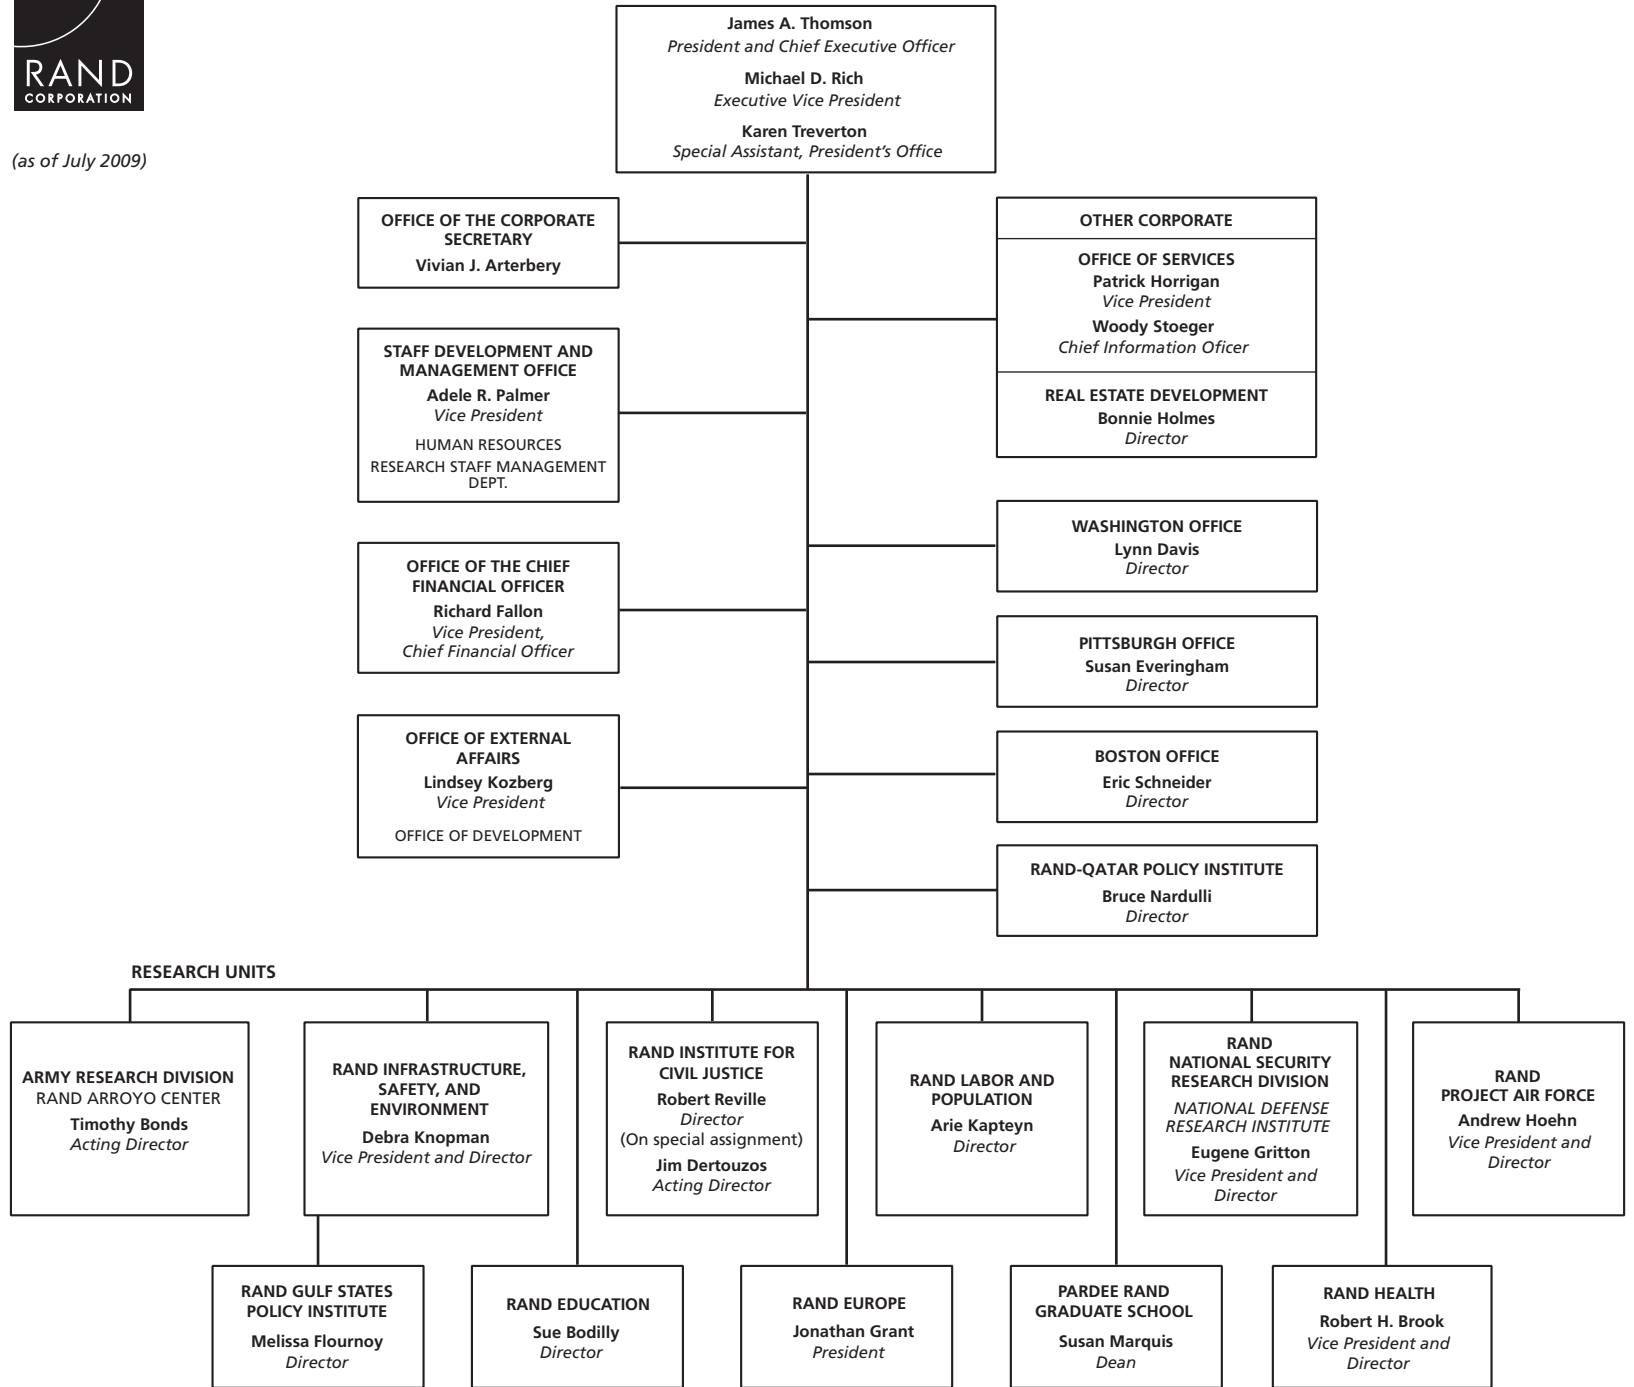 RAND
CORPORATION
(as of July 2009)
James A. Thomson
President and Chief Executive Officer
Michael D. Rich
Executive Vice President
Karen Treverton
Special Assistant, President's Office
OFFICE OF THE CORPORATE
SECRETARY
Vivian J. Arterbery
STAFF DEVELOPMENT AND
MANAGEMENT OFFICE
Adele R. Palmer
Vice President
HUMAN RESOURCES
RESEARCH STAFF MANAGEMENT
DEPT.
OFFICE OF THE CHIEF
FINANCIAL OFFICER
Richard Fallon
Vice President,
Chief Financial Officer
OFFICE OF EXTERNAL
AFFAIRS
Lindsey Kozberg
Vice President
OFFICE OF DEVELOPMENT
OTHER CORPORATE
OFFICE OF SERVICES
Patrick Horrigan
Vice President
Woody Stoeger
Chief Information Oficer
REAL ESTATE DEVELOPMENT
Bonnie Holmes
Director
WASHINGTON OFFICE
Lynn Davis
Director
PITTSBURGH OFFICE
Susan Everingham
Director
BOSTON OFFICE
Eric Schneider
Director
RAND-QATAR POLICY INSTITUTE
Bruce Nardulli
Director
RESEARCH UNITS
ARMY RESEARCH DIVISION
RAND ARROYO CENTER
Timothy Bonds
Acting Director
RAND INFRASTRUCTURE,
SAFETY, AND
ENVIRONMENT
Debra Knopman
Vice President and Director
RAND INSTITUTE FOR
CIVIL JUSTICE
Robert Reville
Director
(On special assignment)
Jim Dertouzos
Acting Director
RAND LABOR AND
POPULATION
Arie Kapteyn
Director
RAND
NATIONAL SECURITY
RESEARCH DIVISION
NATIONAL DEFENSE
RESEARCH INSTITUTE
Eugene Gritton
Vice President and
Director
RAND
PROJECT AIR FORCE
Andrew Hoehn
Vice President and
Director
RAND GULF STATES
POLICY INSTITUTE
Melissa Flournoy
Director
RAND EDUCATION
Sue Bodilly
Director
RAND EUROPE
Jonathan Grant
President
PARDEE RAND
GRADUATE SCHOOL
Susan Marquis
Dean
RAND HEALTH
Robert H. Brook
Vice President and
Director